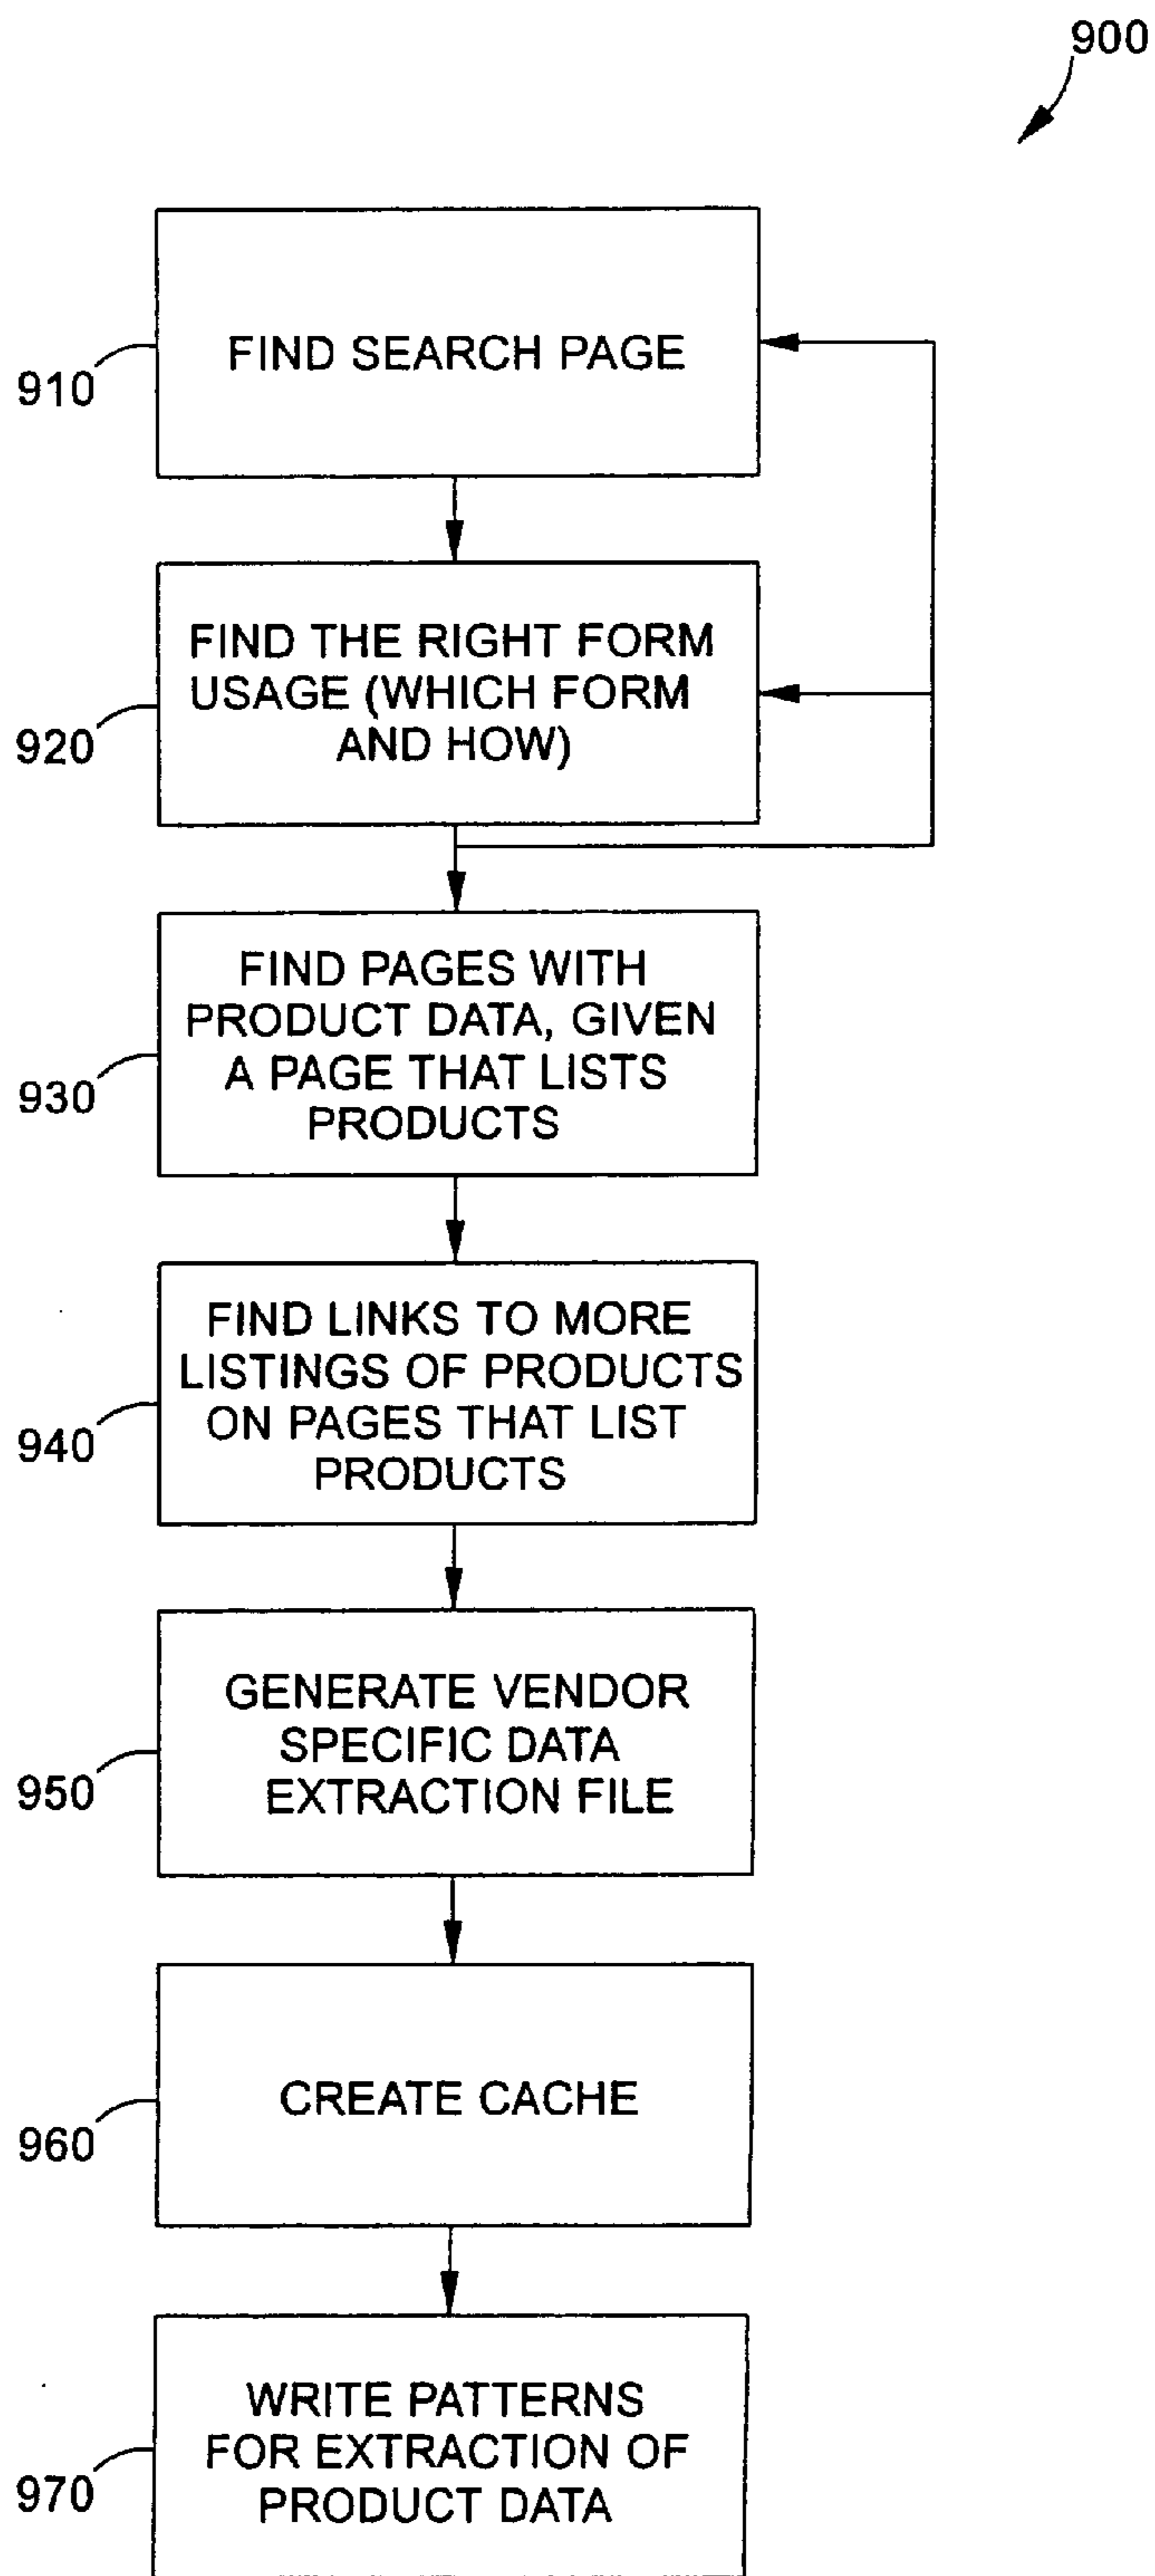 900
FIND SEARCH PAGE
910
FIND THE RIGHT FORM
USAGE (WHICH FORM
AND HOW)
920
FIND PAGES WITH
PRODUCT DATA, GIVEN
A PAGE THAT LISTS
PRODUCTS
930
FIND LINKS TO MORE
LISTINGS OF PRODUCTS
ON PAGES THAT LIST
PRODUCTS
940
GENERATE VENDOR
SPECIFIC DATA
EXTRACTION FILE
950
CREATE CACHE
960
WRITE PATTERNS
FOR EXTRACTION OF
PRODUCT DATA
970